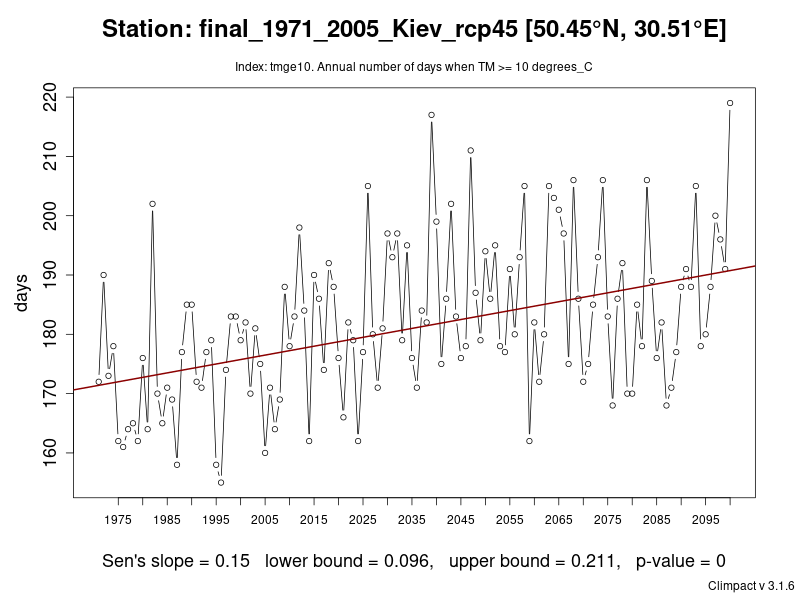 Station: final_1971_2005_Kiev_rcp45 [50.45°N, 30.51°E]
Index: tmge10. Annual number of days when TM >= 10 degrees_C
220
210
200
190
180
170
160
days
1975 1985 1995 2005 2015 2025 2035 2045 2055 2065 2075 2085 2095
Sen's slope = 0.15 lower bound = 0.096, upper bound = 0.211, p-value = 0
Climpact v 3.1.6